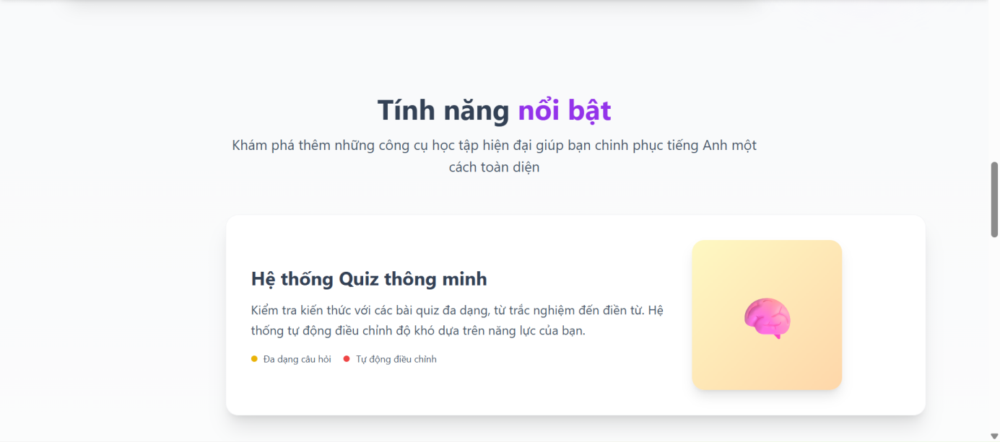 Tính năng nổi bật
Khám phá thêm những công cụ học tập hiện đại giúp bạn chinh phục tiếng Anh một
cách toàn diện
Hệ thống Quiz thông minh
Kiểm tra kiến thức với các bài quiz đa dạng, từ trắc nghiệm đến điền từ. Hệ
thống tự động điều chỉnh độ khó dựa trên năng lực của bạn.
Đa dạng câu hỏi
Tự động điều chỉnh